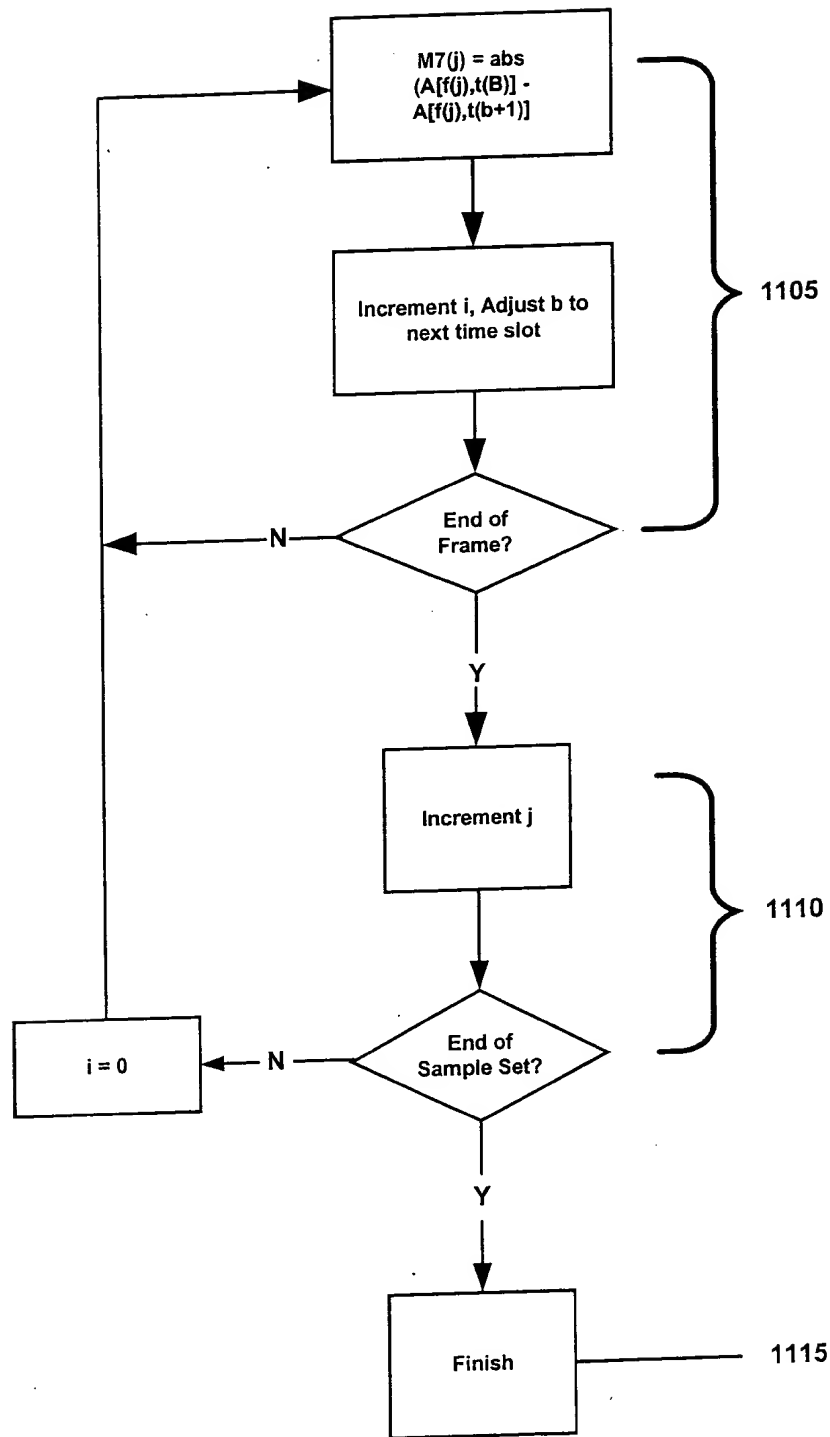 M7(j) = abs
(A[f(j),t(B)] -
A[f(j),t(b+1)]
1105
Increment i, Adjust b to
next time slot
End of
Frame?
N
Y
Increment j
1110
End of
Sample Set?
N
i = 0
Y
Finish
1115